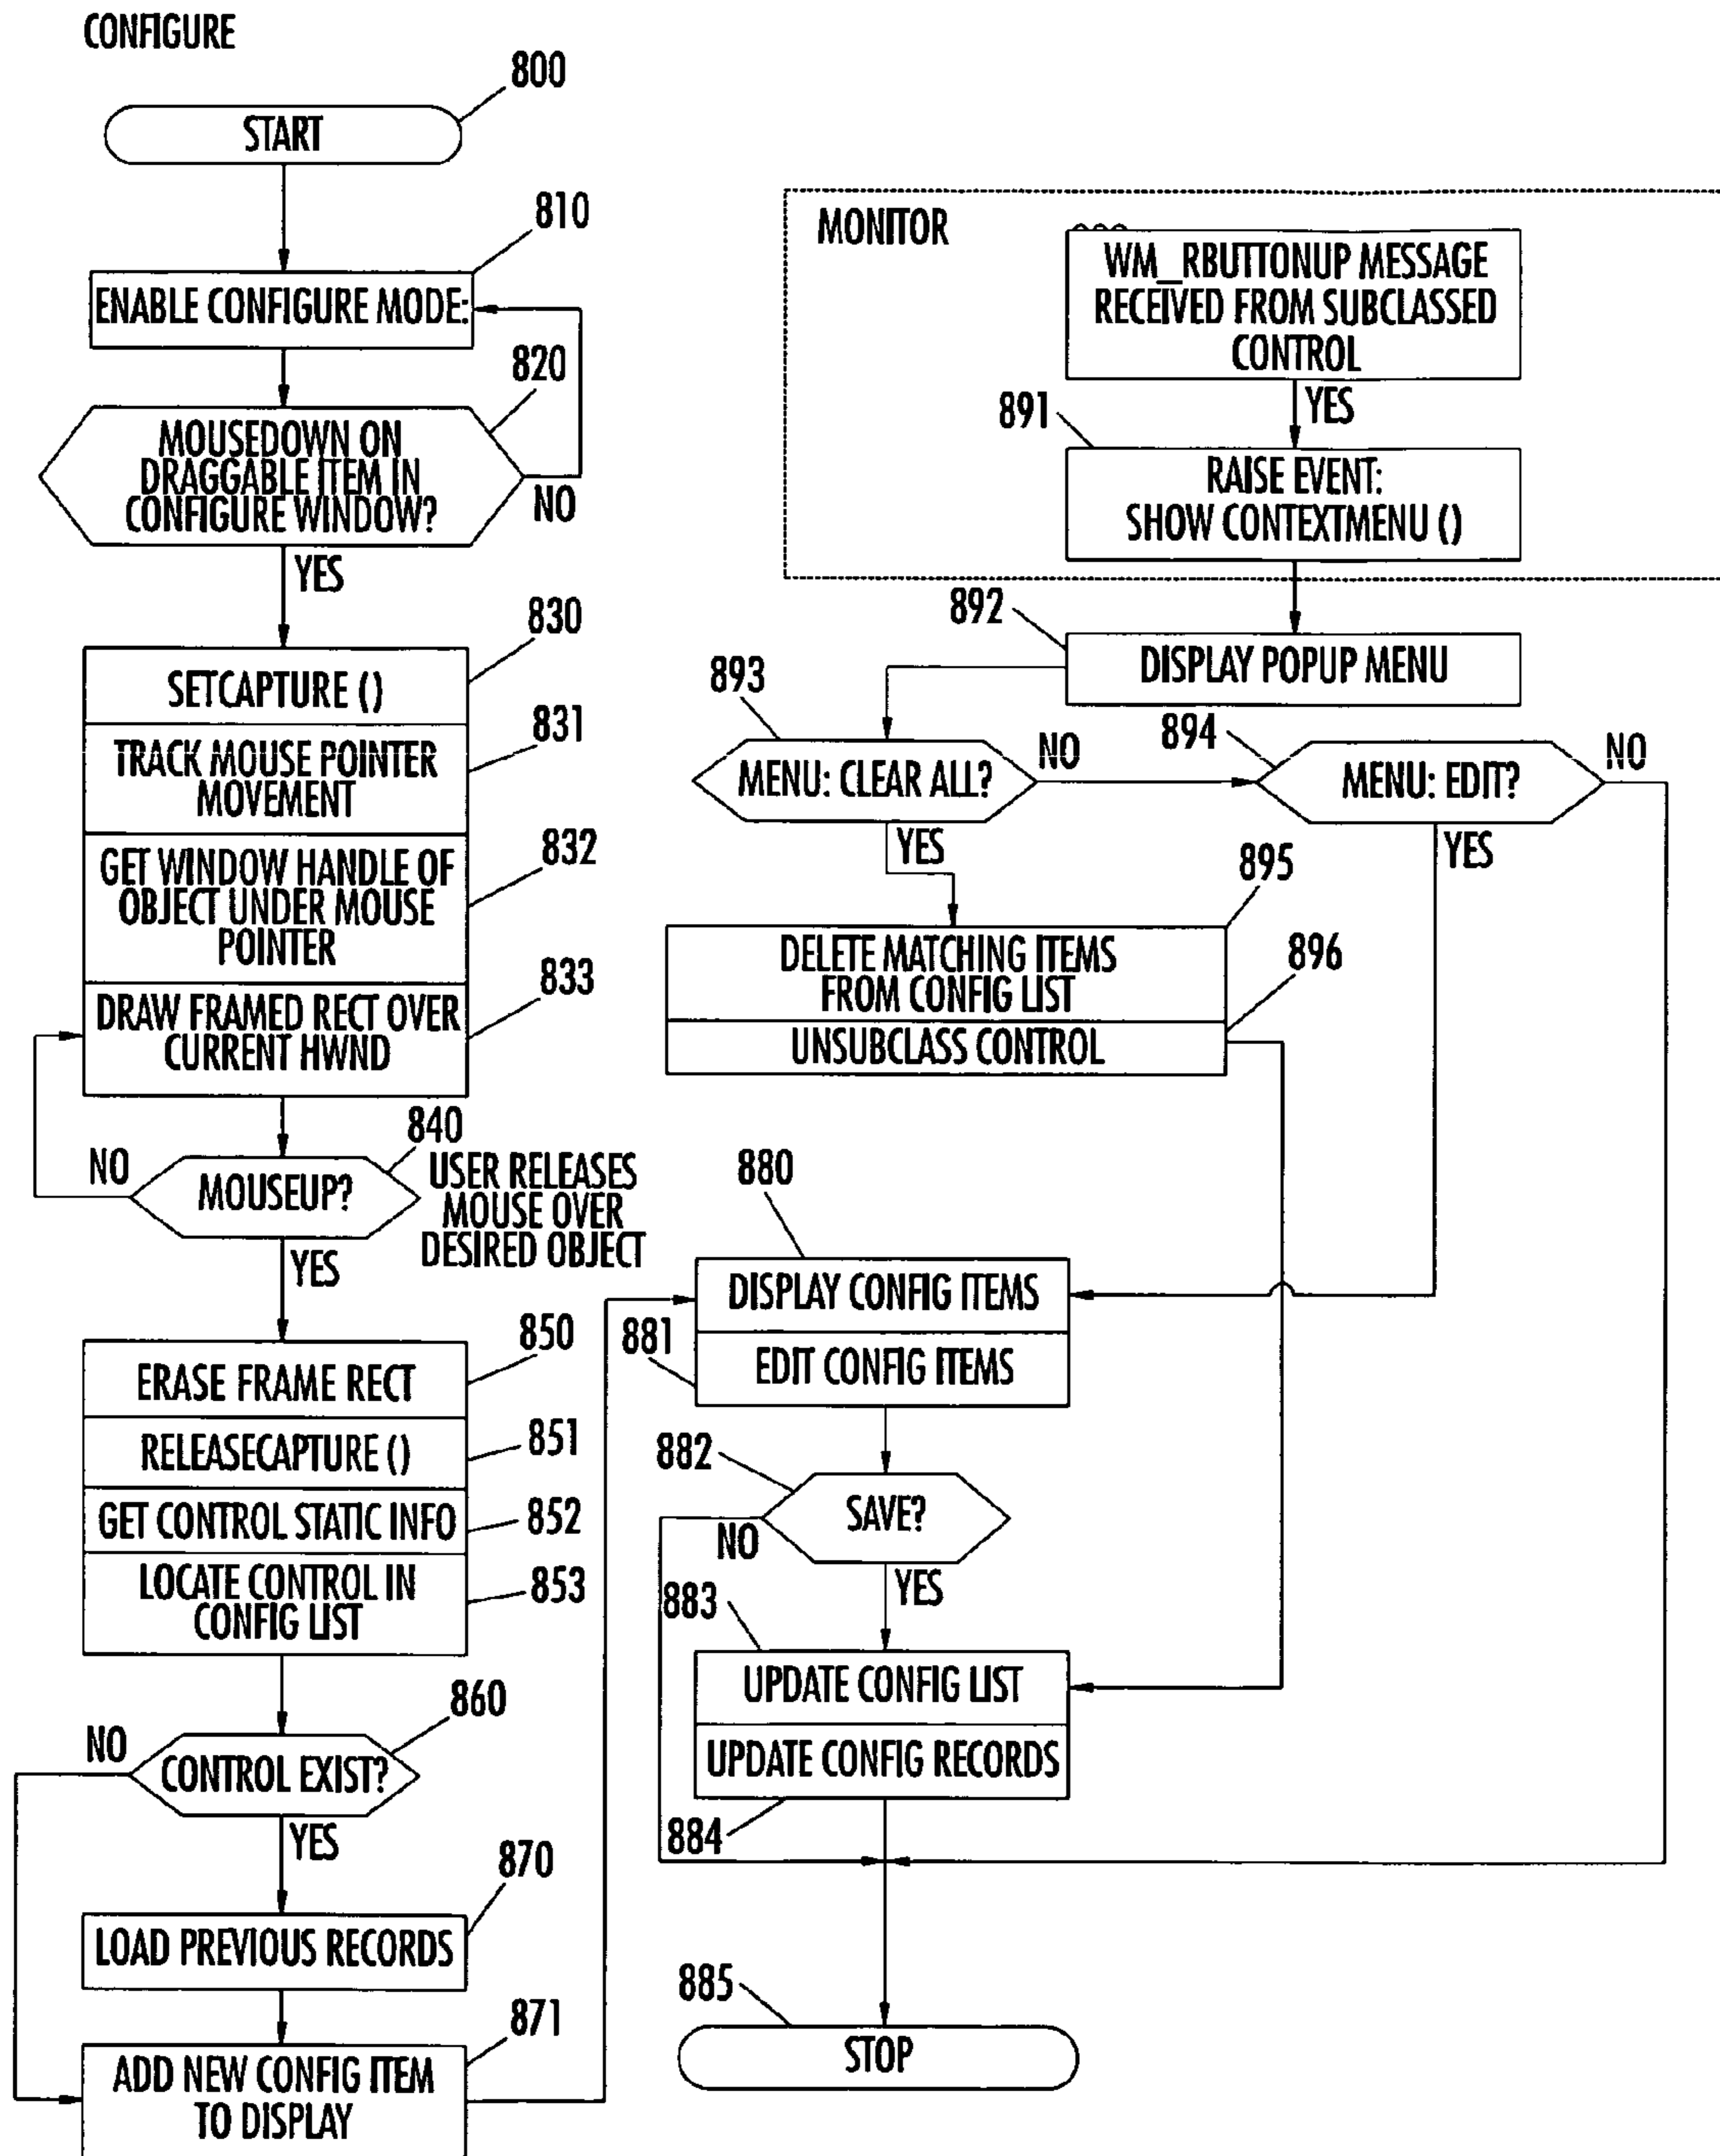 CONFIGURE
800
START
810
ENABLE CONFIGURE MODE:
820
MOUSEDOWN ON
DRAGGABLE ITEM IN
CONFIGURE WINDOW?
NO
YES
830
SETCAPTURE ()
831
TRACK MOUSE POINTER
MOVEMENT
832
GET WINDOW HANDLE OF
OBJECT UNDER MOUSE
POINTER
833
DRAW FRAMED RECT OVER
CURRENT HWND
840
NO
MOUSEUP?
USER RELEASES
MOUSE OVER
DESIRED OBJECT
YES
850
ERASE FRAME RECT
851
RELEASECAPTURE ()
852
GET CONTROL STATIC INFO
853
LOCATE CONTROL IN
CONFIG LIST
860
NO
CONTROL EXIST?
YES
870
LOAD PREVIOUS RECORDS
871
ADD NEW CONFIG ITEM
TO DISPLAY
MONITOR
WM_RBUTTONUP MESSAGE
RECEIVED FROM SUBCLASSED
CONTROL
YES
891
RAISE EVENT:
SHOW CONTEXTMENU ()
892
DISPLAY POPUP MENU
893
MENU: CLEAR ALL?
NO
894
MENU: EDIT?
NO
YES
YES
895
DELETE MATCHING ITEMS
FROM CONFIG LIST
896
UNSUBCLASS CONTROL
880
DISPLAY CONFIG ITEMS
881
EDIT CONFIG ITEMS
882
SAVE?
NO
YES
883
UPDATE CONFIG LIST
UPDATE CONFIG RECORDS
884
885
STOP